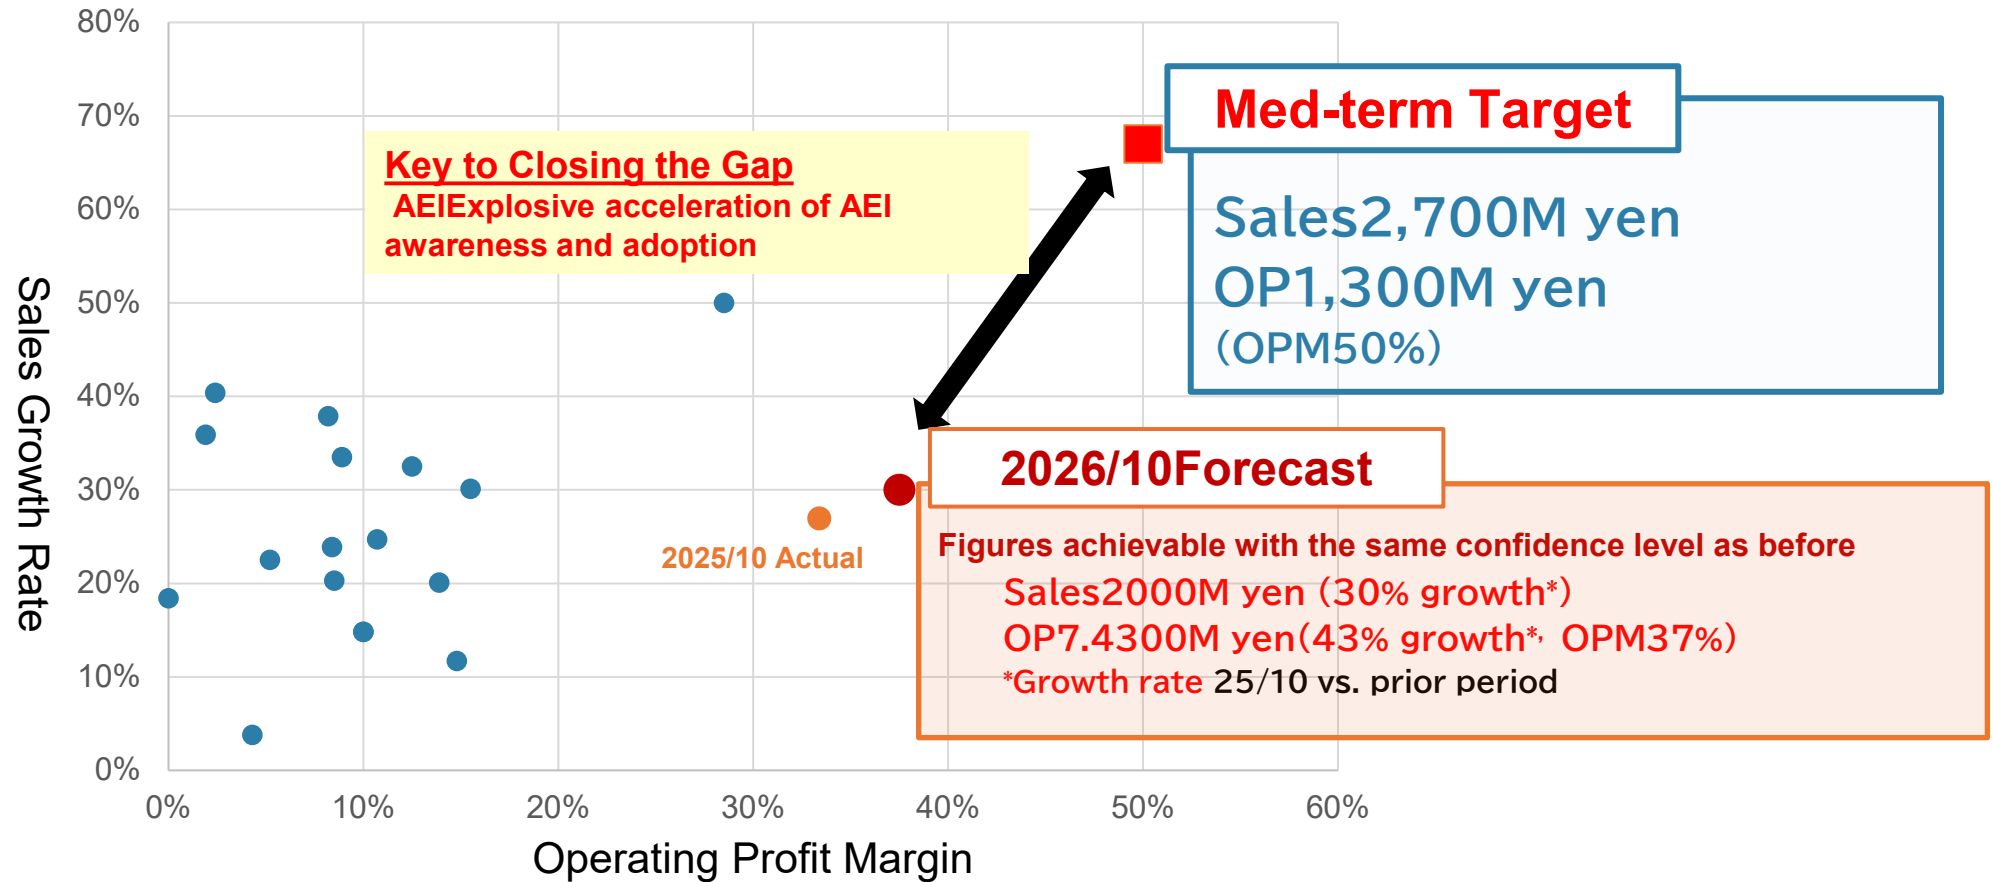 80%
70%
60%
50%
40%
30%
20%
10%
0%
0%
10%
20%
30%
40%
50%
60%
Sales Growth Rate
Operating Profit Margin
Key to Closing the Gap
AEIExplosive acceleration of AEI
awareness and adoption
Med-term Target
Sales2,700M yen
OP1,300M yen
(OPM50%)
2025/10 Actual
2026/10Forecast
Figures achievable with the same confidence level as before
Sales2000M yen (30% growth*)
OP7.4300M yen(43% growth*, OPM37%)
*Growth rate 25/10 vs. prior period